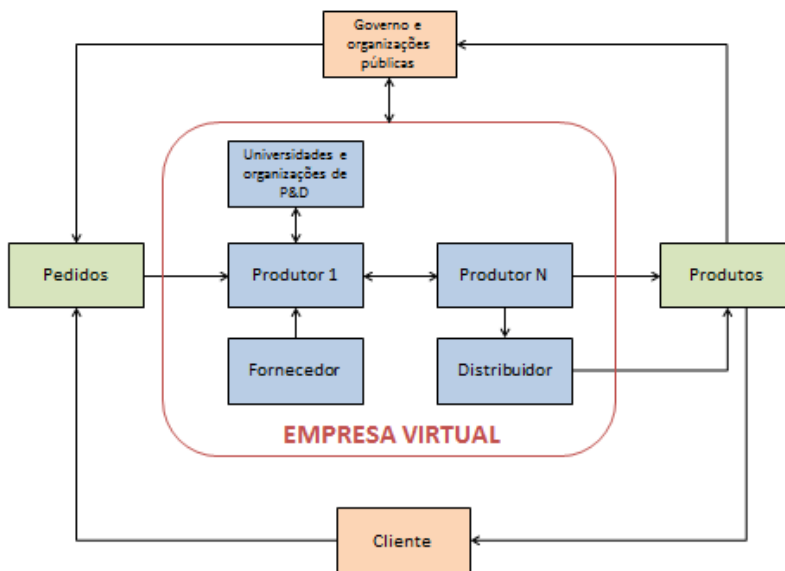 Governo e
organizações
públicas
Universidades e
organizações de
P&D
Pedidos
Produtor 1
Produtor N
Produtos
Fornecedor
Distribuidor
EMPRESA VIRTUAL
Cliente